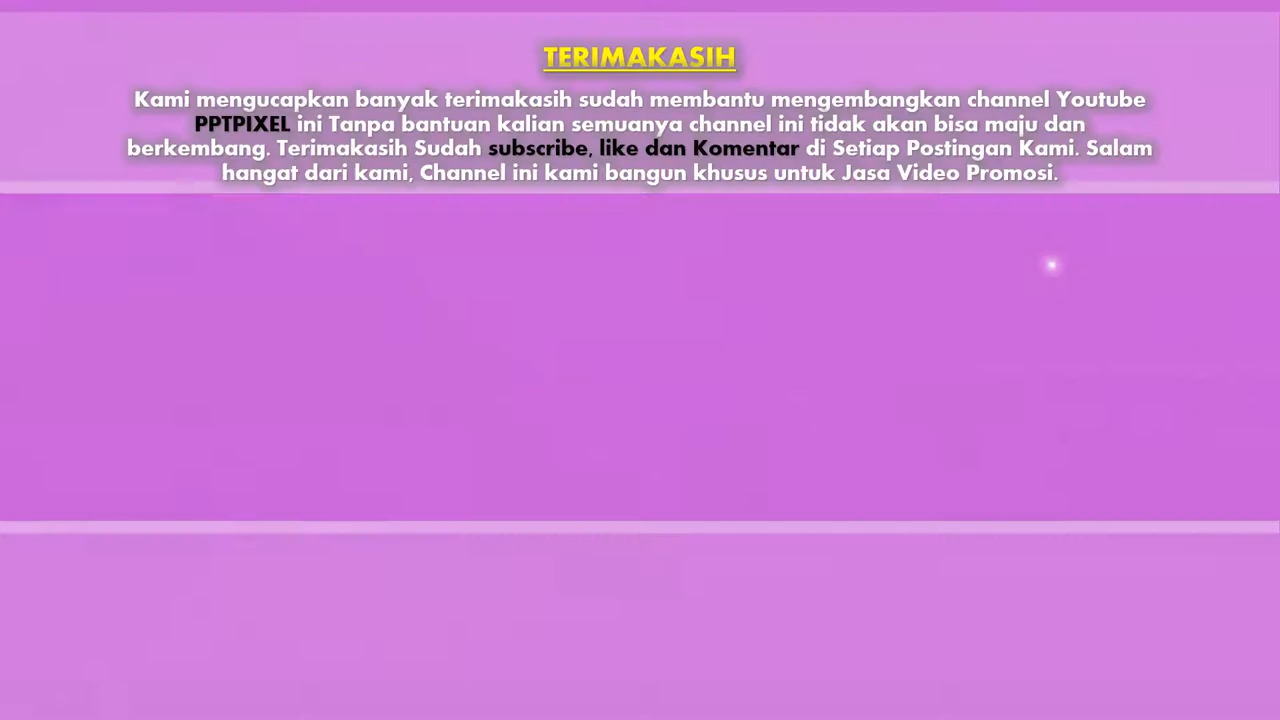 TERIMAKASIH
Kami mengucapkan banyak terimakasih sudah membantu mengembangkan channel Youtube
PPTPIXEL ini Tanpa bantuan kalian semuanya channel ini tidak akan bisa maju dan
berkembang. Terimakasih Sudah subscribe, like dan Komentar di Setiap Postingan Kami. Salam
hangat dari kami, Channel ini kami bangun khusus untuk Jasa Video Promosi.